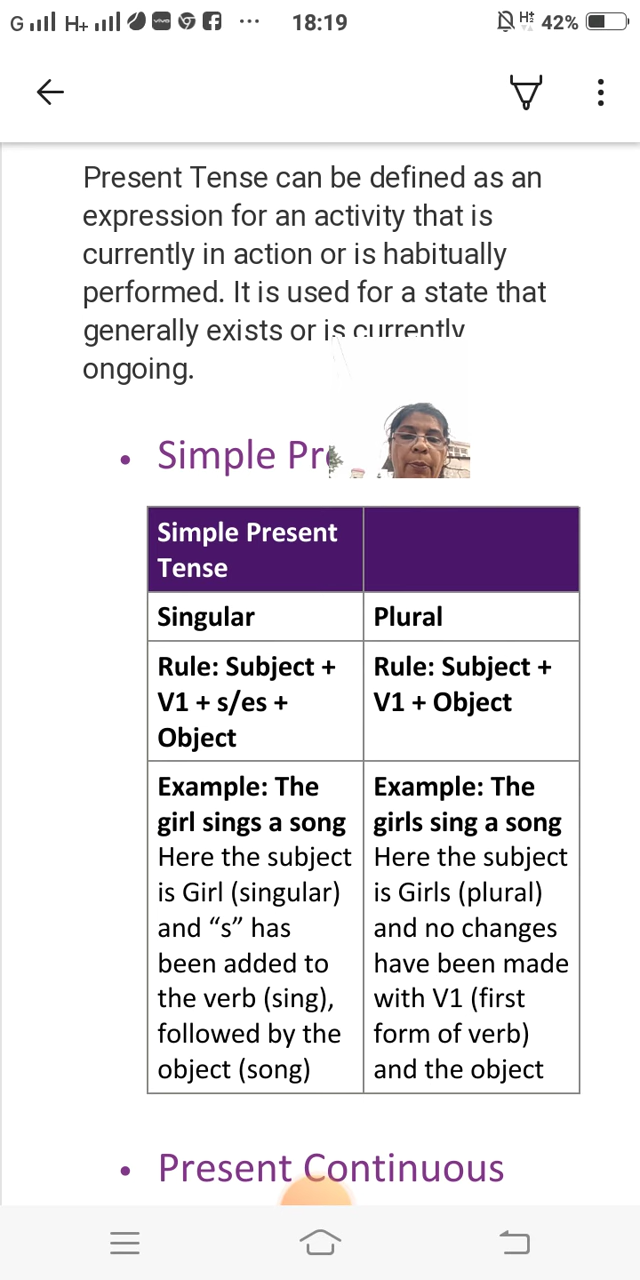 G H+ vivo ... 18:19 H+ 42%
Present Tense can be defined as an
expression for an activity that is
currently in action or is habitually
performed. It is used for a state that
generally exists or is currently
ongoing.
• Simple Pre
Simple Present
Tense
Singular
Plural
Rule: Subject +
V1 + s/es +
Object
Rule: Subject +
V1 + Object
Example: The
girl sings a song
Here the subject
is Girl (singular)
and “s” has
been added to
the verb (sing),
followed by the
object (song)
Example: The
girls sing a song
Here the subject
is Girls (plural)
and no changes
have been made
with V1 (first
form of verb)
and the object
• Present Continuous